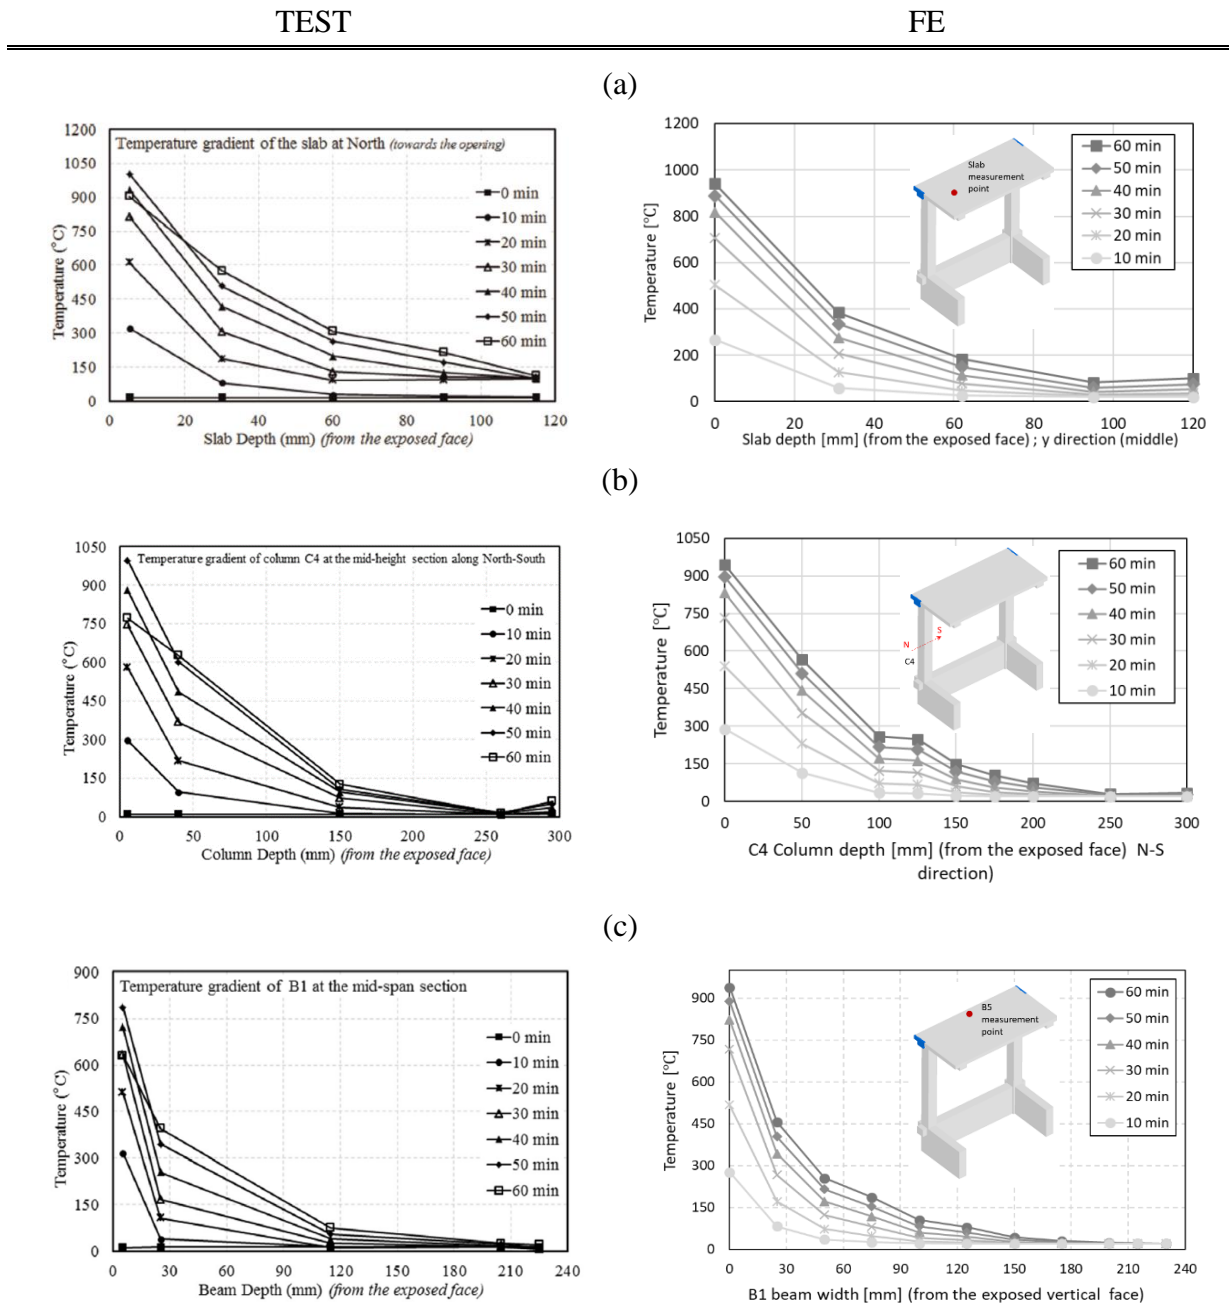 TEST
FE
(a)
Temperature gradient of the slab at North (towards the opening)
1200
1050
900
750
600
450
300
150
0
Temperature (°C)
0 min
10 min
20 min
30 min
40 min
50 min
60 min
0 20 40 60 80 100 120
Slab Depth (mm) (from the exposed face)
1200
1000
800
600
400
200
0
Temperature [°C]
Slab
measurement
point
60 min
50 min
40 min
30 min
20 min
10 min
0 20 40 60 80 100 120
Slab depth [mm] (from the exposed face) ; y direction (middle)
(b)
Temperature gradient of column C4 at the mid-height section along North-South
1050
900
750
600
450
300
150
0
Temperature (°C)
0 min
10 min
20 min
30 min
40 min
50 min
60 min
0 50 100 150 200 250 300
Column Depth (mm) (from the exposed face)
1050
900
750
600
450
300
150
0
Temperature [°C]
S
N
C4
60 min
50 min
40 min
30 min
20 min
10 min
0 50 100 150 200 250 300
C4 Column depth [mm] (from the exposed face) N-S
direction)
(c)
Temperature gradient of B1 at the mid-span section
900
750
600
450
300
150
0
Temperature (°C)
0 min
10 min
20 min
30 min
40 min
50 min
60 min
0 30 60 90 120 150 180 210 240
Beam Depth (mm) (from the exposed face)
900
750
600
450
300
150
0
Temperature [°C]
B5
measurement
point
60 min
50 min
40 min
30 min
20 min
10 min
0 30 60 90 120 150 180 210 240
B1 beam width [mm] (from the exposed vertical face)